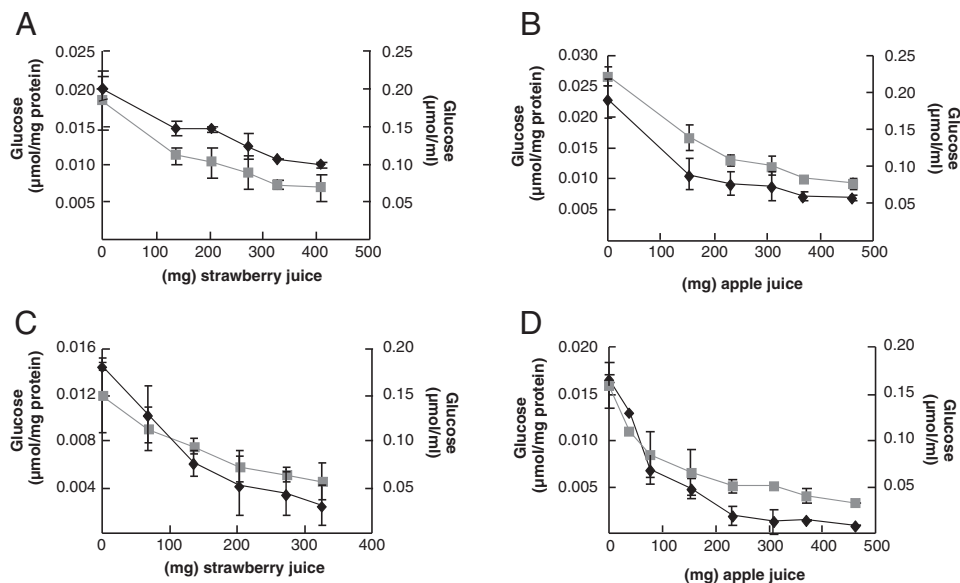 A
Glucose
(µmol/mg protein)
0.025
0.020
0.015
0.010
0.005
0.25
0.20
0.15
0.10
0.05
Glucose
(µmol/ml)
0 100 200 300 400 500
(mg) strawberry juice
B
Glucose
(µmol/mg protein)
0.030
0.025
0.020
0.015
0.010
0.005
0.25
0.20
0.15
0.10
0.05
Glucose
(µmol/ml)
0 100 200 300 400 500
(mg) apple juice
C
Glucose
(µmol/mg protein)
0.016
0.012
0.008
0.004
0.20
0.15
0.10
0.05
Glucose
(µmol/ml)
0 100 200 300 400
(mg) strawberry juice
D
Glucose
(µmol/mg protein)
0.020
0.015
0.010
0.005
0.20
0.15
0.10
0.05
Glucose
(µmol/ml)
0 100 200 300 400 500
(mg) apple juice